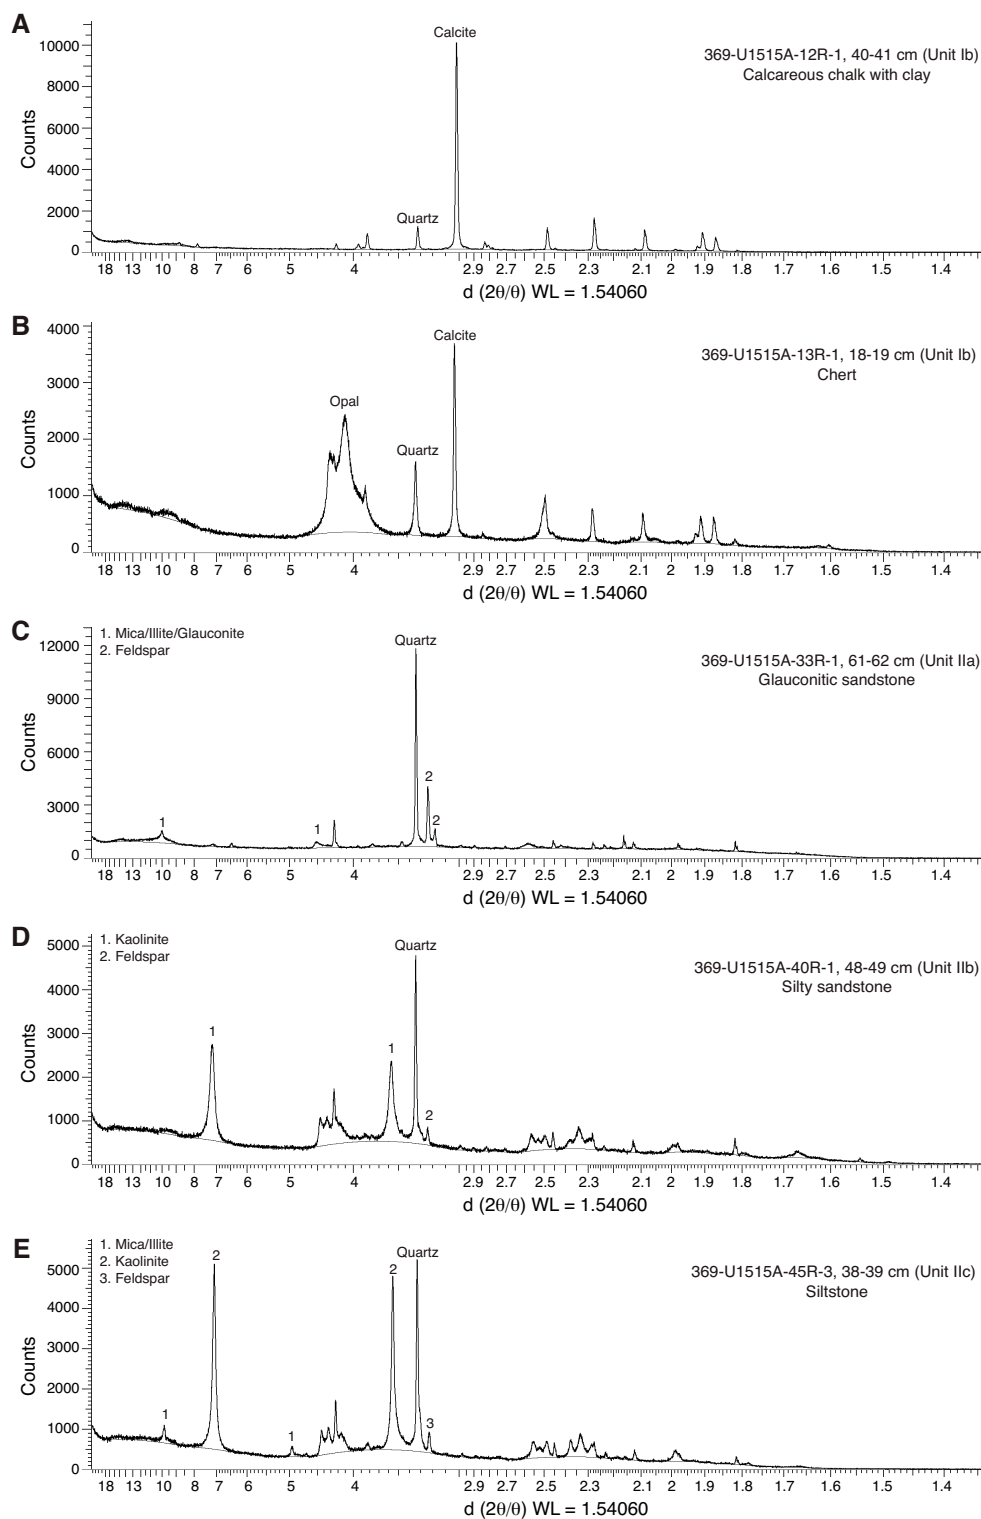 A
Calcite
369-U1515A-12R-1, 40-41 cm (Unit Ib)
Calcareous chalk with clay
Quartz
Counts
10000
8000
6000
4000
2000
0
18 13 10 8 7 6 5 4 2.9 2.7 2.5 2.3 2.1 2 1.9 1.8 1.7 1.6 1.5 1.4
d (2θ/θ) WL = 1.54060
B
Calcite
369-U1515A-13R-1, 18-19 cm (Unit Ib)
Chert
Opal
Quartz
Counts
4000
3000
2000
1000
0
18 13 10 8 7 6 5 4 2.9 2.7 2.5 2.3 2.1 2 1.9 1.8 1.7 1.6 1.5 1.4
d (2θ/θ) WL = 1.54060
C
1. Mica/Illite/Glauconite
2. Feldspar
Quartz
369-U1515A-33R-1, 61-62 cm (Unit IIa)
Glauconitic sandstone
1
1
2
2
Counts
12000
9000
6000
3000
0
18 13 10 8 7 6 5 4 2.9 2.7 2.5 2.3 2.1 2 1.9 1.8 1.7 1.6 1.5 1.4
d (2θ/θ) WL = 1.54060
D
1. Kaolinite
2. Feldspar
Quartz
369-U1515A-40R-1, 48-49 cm (Unit IIb)
Silty sandstone
1
1
2
Counts
5000
4000
3000
2000
1000
0
18 13 10 8 7 6 5 4 2.9 2.7 2.5 2.3 2.1 2 1.9 1.8 1.7 1.6 1.5 1.4
d (2θ/θ) WL = 1.54060
E
1. Mica/Illite
2. Kaolinite
3. Feldspar
Quartz
369-U1515A-45R-3, 38-39 cm (Unit IIc)
Siltstone
1
2
1
2
3
Counts
5000
4000
3000
2000
1000
0
18 13 10 8 7 6 5 4 2.9 2.7 2.5 2.3 2.1 2 1.9 1.8 1.7 1.6 1.5 1.4
d (2θ/θ) WL = 1.54060